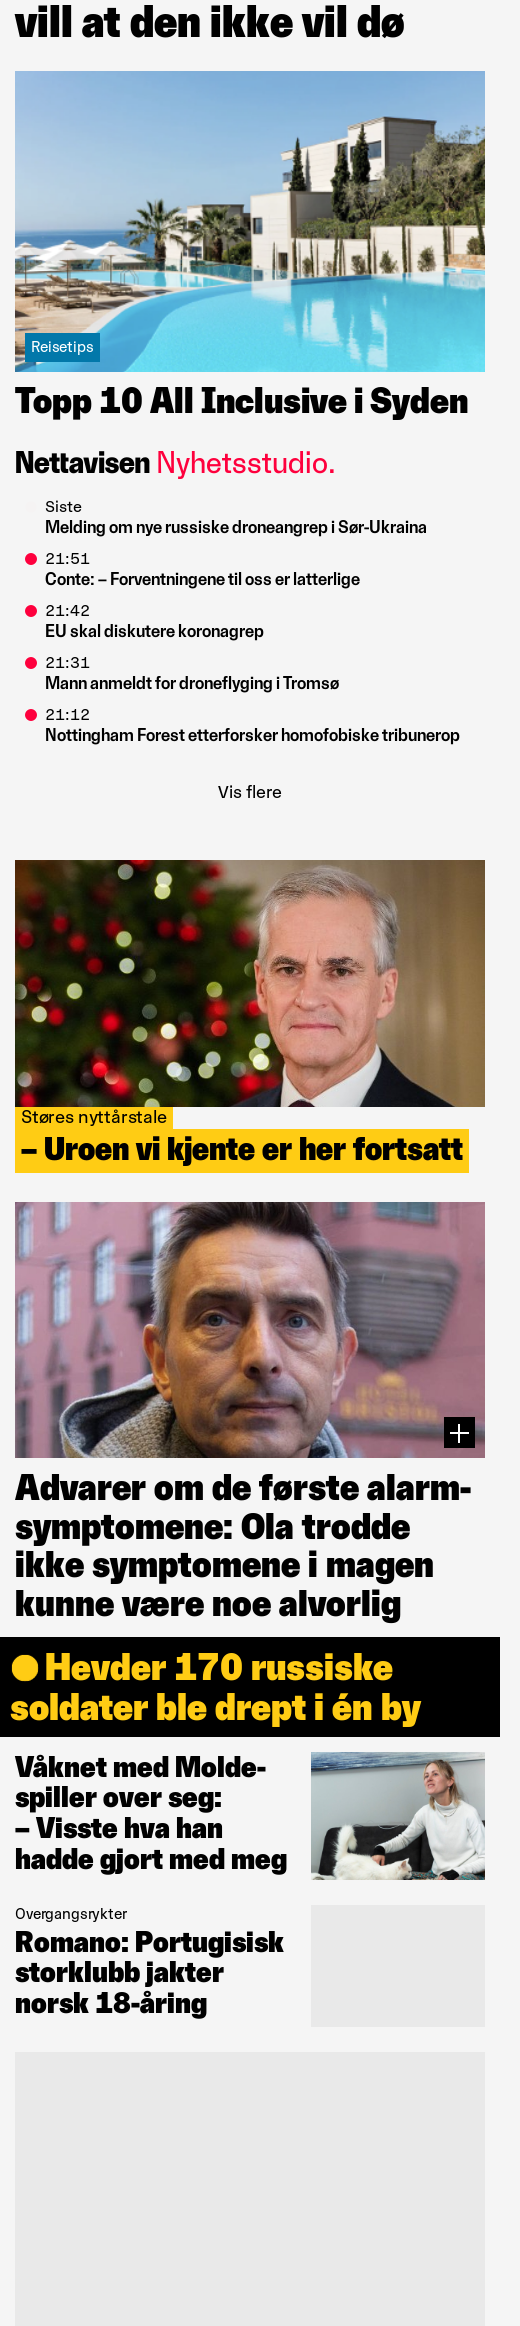 vill at den ikke vil dø
Reisetips
Topp 10 All Inclusive i Syden
Nettavisen Nyhetsstudio.
Siste
Melding om nye russiske droneangrep i Sør-Ukraina
21:51
Conte: – Forventningene til oss er latterlige
21:42
EU skal diskutere koronagrep
21:31
Mann anmeldt for droneflyging i Tromsø
21:12
Nottingham Forest etterforsker homofobiske tribunerop
Vis flere
Støres nyttårstale
– Uroen vi kjente er her fortsatt
Advarer om de første alarm-
symptomene: Ola trodde
ikke symptomene i magen
kunne være noe alvorlig
Hevder 170 russiske
soldater ble drept i én by
Våknet med Molde-
spiller over seg:
– Visste hva han
hadde gjort med meg
Overgangsrykter
Romano: Portugisisk
storklubb jakter
norsk 18-åring